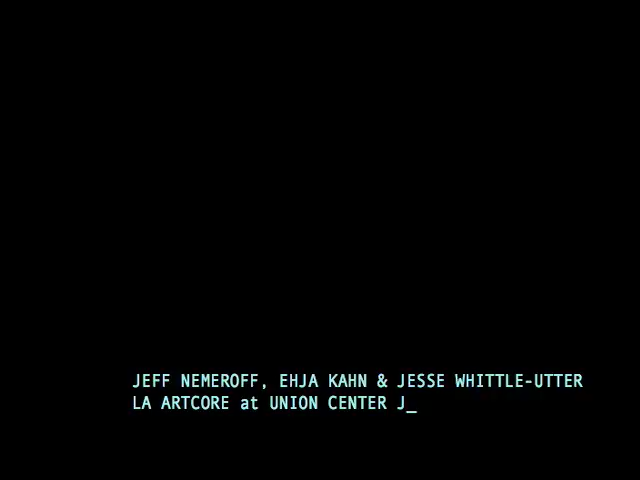 JEFF NEMEROFF, EHJA KAHN & JESSE WHITTLE-UTTER
LA ARTCORE at UNION CENTER J_